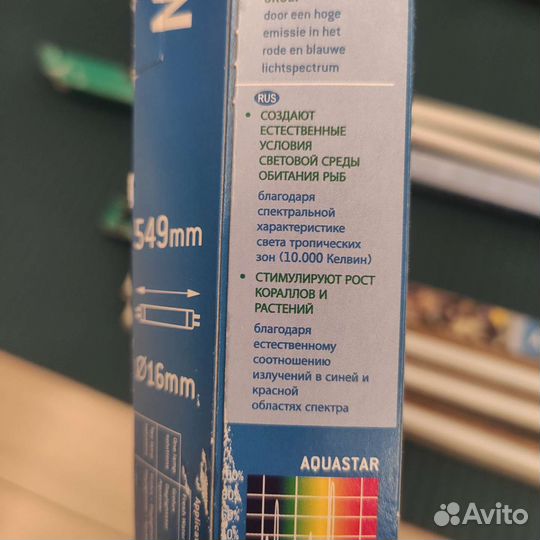 door een hoge
emissie in het
rode en blauwe
lichtspectrum
RUS
• СОЗДАЮТ
ЕСТЕСТВЕННЫЕ
УСЛОВИЯ
СВЕТОВОЙ СРЕДЫ
ОБИТАНИЯ РЫБ
благодаря
спектральной
характеристике
света тропических
зон (10.000 Келвин)
• СТИМУЛИРУЮТ РОСТ
КОРАЛЛОВ И
РАСТЕНИЙ
благодаря
естественному
соотношению
излучений в синей и
красной
областях спектра
AQUASTAR
549mm
Ø16mm
Avito